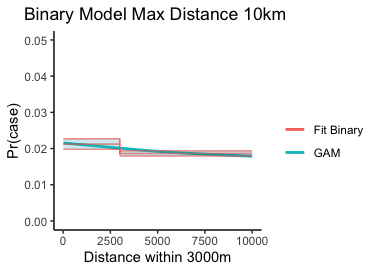 Binary Model Max Distance 10km
0.05
0.04
0.03
0.02
0.01
0.00
Pr(case)
0 2500 5000 7500 10000
Distance within 3000m
Fit Binary
GAM